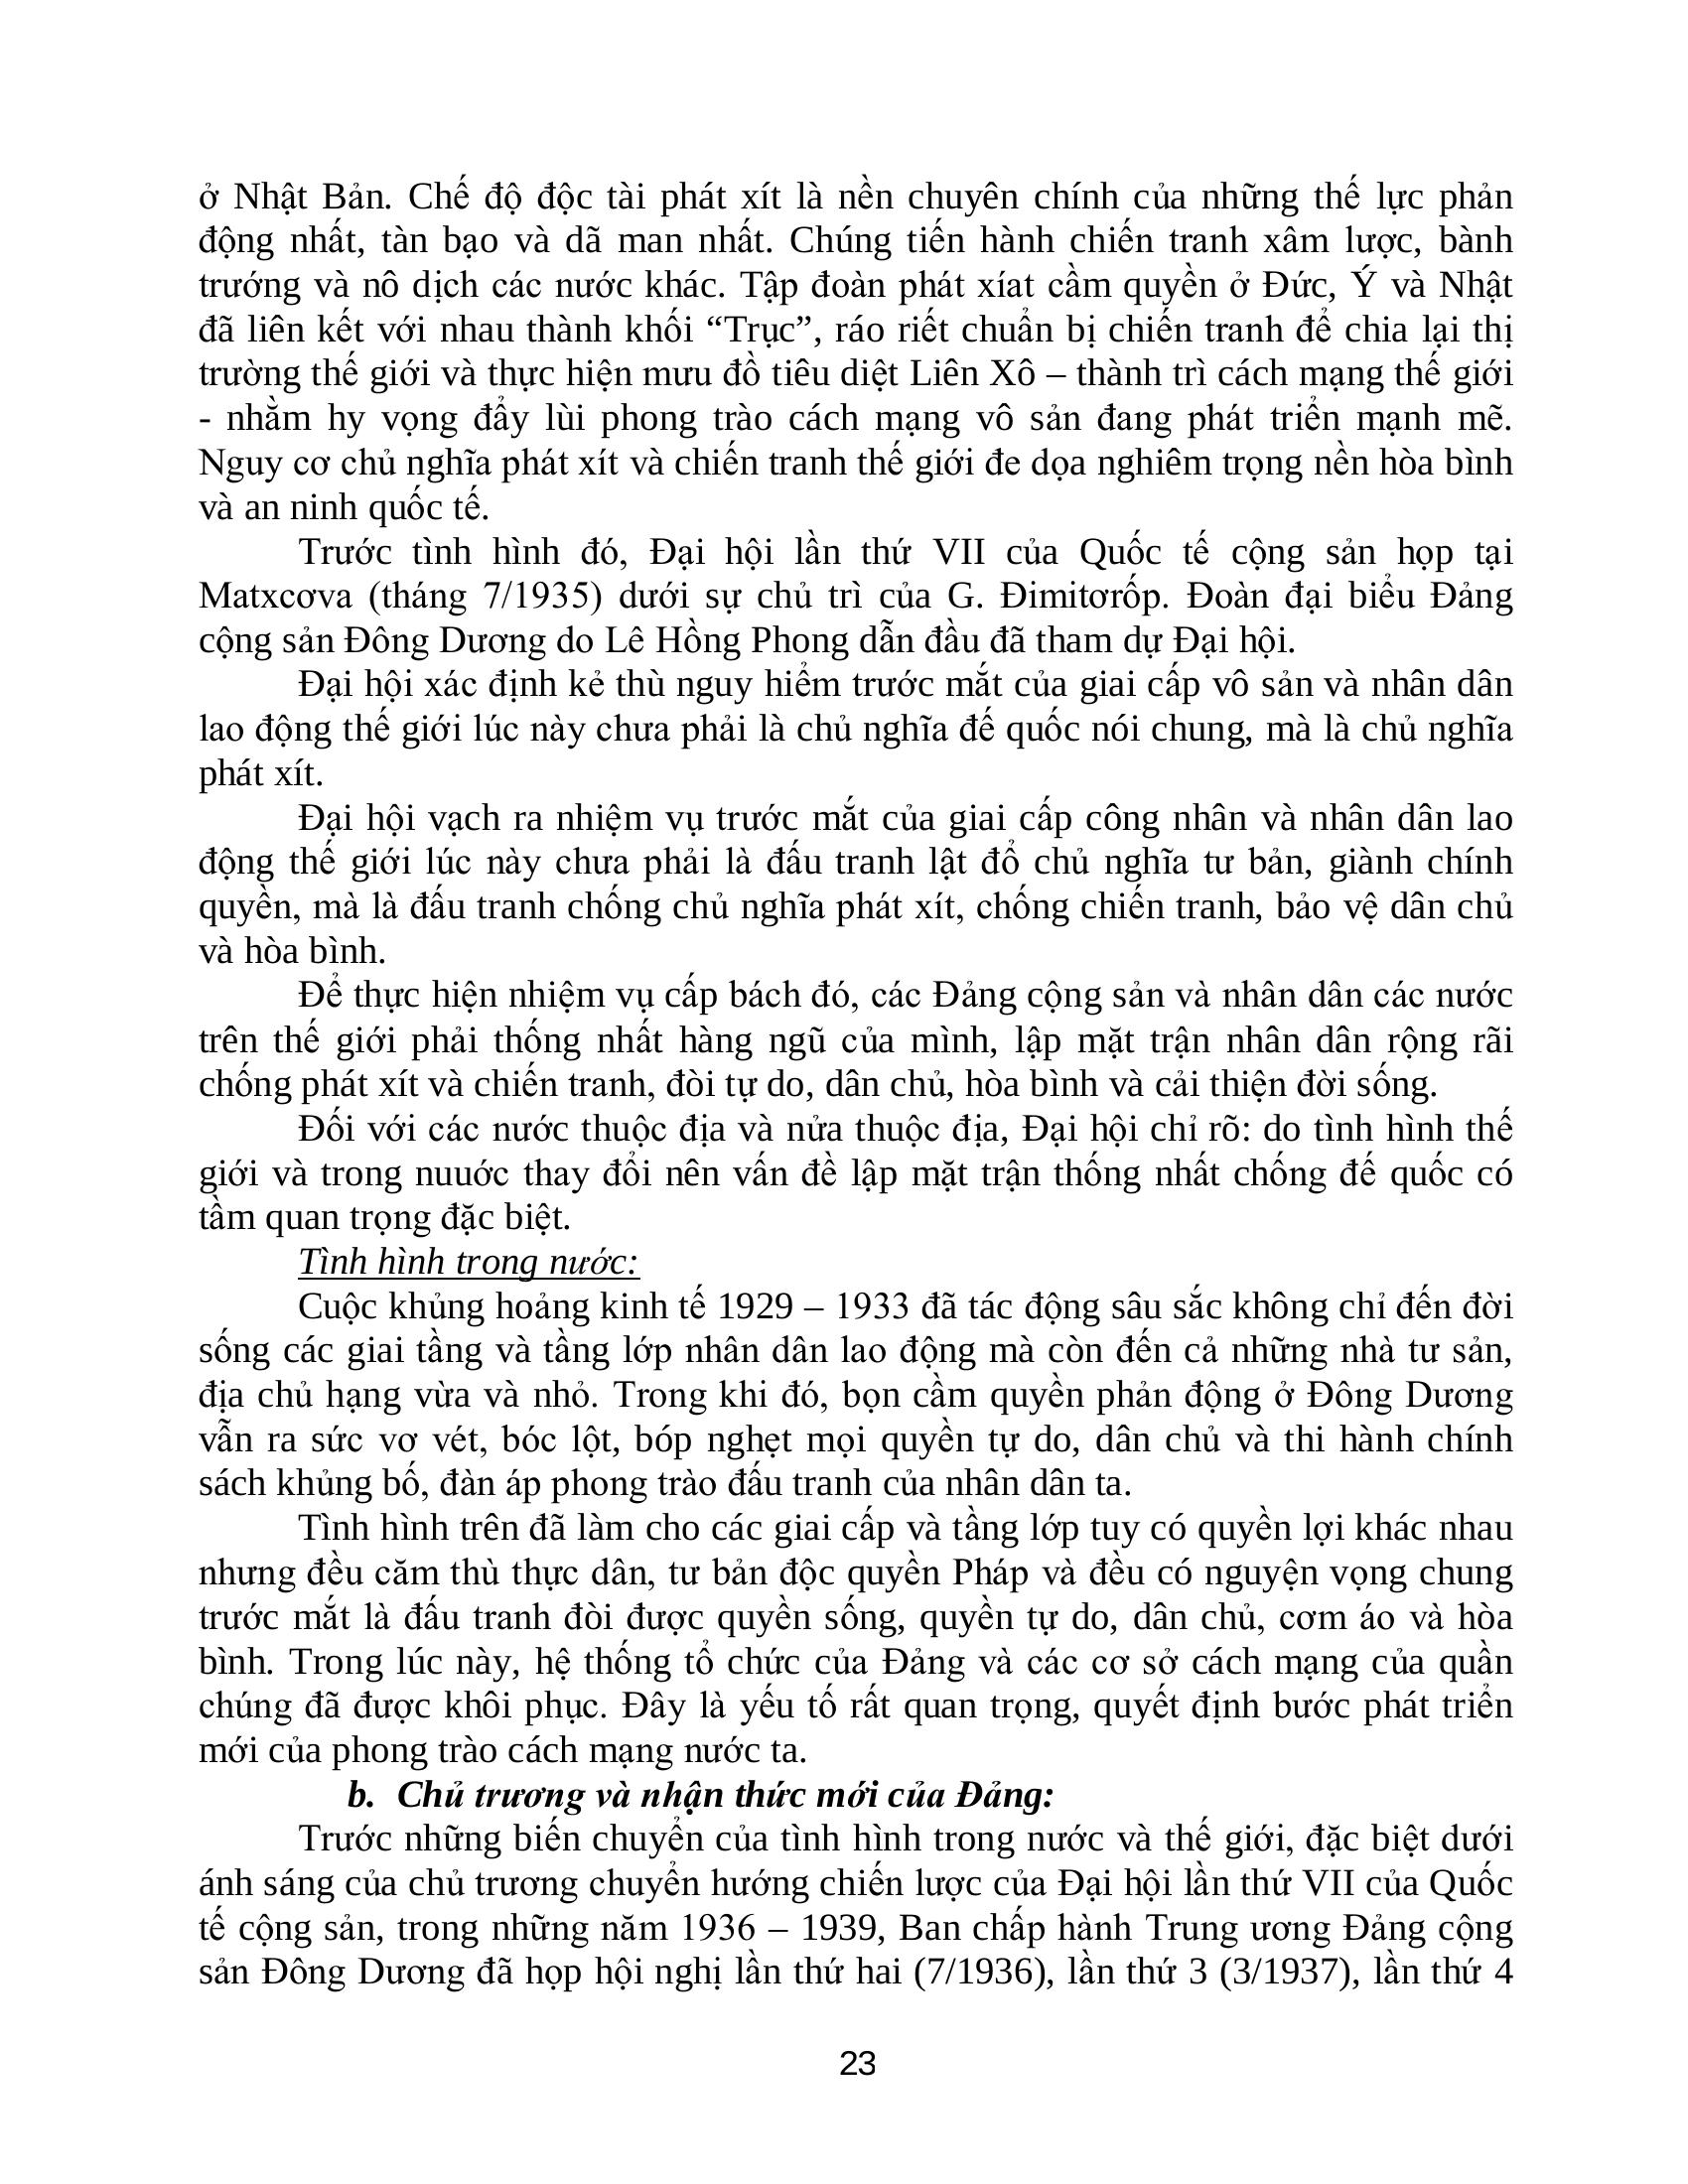 ở Nhật Bản. Chế độ độc tài phát xít là nền chuyên chính của những thế lực phản
động nhất, tàn bạo và dã man nhất. Chúng tiến hành chiến tranh xâm lược, bành
trướng và nô dịch các nước khác. Tập đoàn phát xíat cầm quyền ở Đức, Ý và Nhật
đã liên kết với nhau thành khối “Trục”, ráo riết chuẩn bị chiến tranh để chia lại thị
trường thế giới và thực hiện mưu đồ tiêu diệt Liên Xô – thành trì cách mạng thế giới
- nhằm hy vọng đẩy lùi phong trào cách mạng vô sản đang phát triển mạnh mẽ.
Nguy cơ chủ nghĩa phát xít và chiến tranh thế giới đe dọa nghiêm trọng nền hòa bình
và an ninh quốc tế.
Trước tình hình đó, Đại hội lần thứ VII của Quốc tế cộng sản họp tại
Matxcơva (tháng 7/1935) dưới sự chủ trì của G. Đimitơrốp. Đoàn đại biểu Đảng
cộng sản Đông Dương do Lê Hồng Phong dẫn đầu đã tham dự Đại hội.
Đại hội xác định kẻ thù nguy hiểm trước mắt của giai cấp vô sản và nhân dân
lao động thế giới lúc này chưa phải là chủ nghĩa đế quốc nói chung, mà là chủ nghĩa
phát xít.
Đại hội vạch ra nhiệm vụ trước mắt của giai cấp công nhân và nhân dân lao
động thế giới lúc này chưa phải là đấu tranh lật đổ chủ nghĩa tư bản, giành chính
quyền, mà là đấu tranh chống chủ nghĩa phát xít, chống chiến tranh, bảo vệ dân chủ
và hòa bình.
Để thực hiện nhiệm vụ cấp bách đó, các Đảng cộng sản và nhân dân các nước
trên thế giới phải thống nhất hàng ngũ của mình, lập mặt trận nhân dân rộng rãi
chống phát xít và chiến tranh, đòi tự do, dân chủ, hòa bình và cải thiện đời sống.
Đối với các nước thuộc địa và nửa thuộc địa, Đại hội chỉ rõ: do tình hình thế
giới và trong nuước thay đổi nên vấn đề lập mặt trận thống nhất chống đế quốc có
tầm quan trọng đặc biệt.
Tình hình trong nước:
Cuộc khủng hoảng kinh tế 1929 – 1933 đã tác động sâu sắc không chỉ đến đời
sống các giai tầng và tầng lớp nhân dân lao động mà còn đến cả những nhà tư sản,
địa chủ hạng vừa và nhỏ. Trong khi đó, bọn cầm quyền phản động ở Đông Dương
vẫn ra sức vơ vét, bóc lột, bóp nghẹt mọi quyền tự do, dân chủ và thi hành chính
sách khủng bố, đàn áp phong trào đấu tranh của nhân dân ta.
Tình hình trên đã làm cho các giai cấp và tầng lớp tuy có quyền lợi khác nhau
nhưng đều căm thù thực dân, tư bản độc quyền Pháp và đều có nguyện vọng chung
trước mắt là đấu tranh đòi được quyền sống, quyền tự do, dân chủ, cơm áo và hòa
bình. Trong lúc này, hệ thống tổ chức của Đảng và các cơ sở cách mạng của quần
chúng đã được khôi phục. Đây là yếu tố rất quan trọng, quyết định bước phát triển
mới của phong trào cách mạng nước ta.
b. Chủ trương và nhận thức mới của Đảng:
Trước những biến chuyển của tình hình trong nước và thế giới, đặc biệt dưới
ánh sáng của chủ trương chuyển hướng chiến lược của Đại hội lần thứ VII của Quốc
tế cộng sản, trong những năm 1936 – 1939, Ban chấp hành Trung ương Đảng cộng
sản Đông Dương đã họp hội nghị lần thứ hai (7/1936), lần thứ 3 (3/1937), lần thứ 4
23